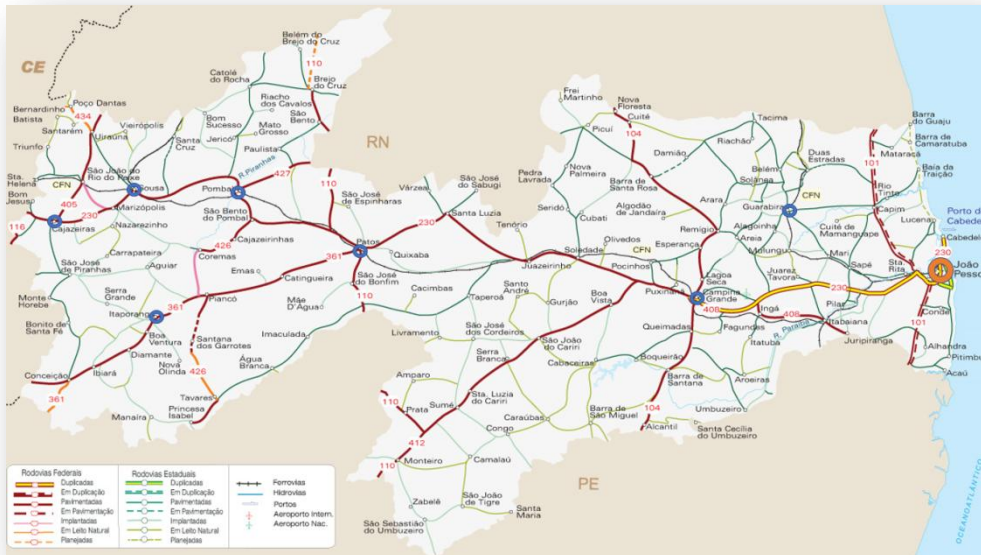 CE
RN
PE
OCEANO ATLÂNTICO
Belém do
Brejo do Cruz
110
Brejo
do Cruz
Catolé
do Rocha
Riacho
dos Cavalos
São
Bento
Bom
Sucesso
Mato
Grosso
Jericó
Paulista
Bernardinho
Batista
Poço Dantas
434
Santarém
Uiraúna
Vieirópolis
Santa
Cruz
Triunfo
Sta.
Helena
CFN
São João do
Rio do Peixe
Sousa
Bom
Jesus
405
230
Marizópolis
Cajazeiras
116
Nazarezinho
Pombal
R.Piranhas
427
110
São Bento
do Pombal
São José de
Espinharas
Várzea
São José
do Sabugi
230
Santa Luzia
Cajazeirinhas
426
Coremas
Patos
361
Quixaba
Carrapateira
São José
de Piranhas
Aguiar
Emas
Catingueira
São José
do Bonfim
110
Monte
Horebe
Serra
Grande
361
Piancó
Mãe
D'Água
Cacimbas
Bonito de
Santa Fé
Itaporanga
Boa
Ventura
Santana
dos Garrotes
Imaculada
Diamante
Nova
Olinda
426
Água
Branca
Conceição
Ibiará
361
Tavares
Manaíra
Princesa
Isabel
Frei
Martinho
Nova
Floresta
Cuité
104
Picuí
Damião
Riachão
Tacima
Barra
do Guaju
Barra de
Camaratuba
Mataraca
Baía da
Traição
101
Rio
Tinto
Nova
Palmeira
Pedra
Lavrada
Barra de
Santa Rosa
Belém
Solânea
Duas
Estradas
CFN
Seridó
Cubati
Algodão
de Jandaíra
Arara
Guarabira
Capim
Lucena
Porto de
Cabedelo
Cabedelo
230
Tenório
Soledade
Olivedos
CFN
Remígio
Esperança
Alagoinha
Areia
Mulungu
Cuité de
Mamanguape
Mari
Sapé
Sta.
Rita
João
Pessoa
Juazeirinho
Pocinhos
Lagoa
Seca
Juarez
Tavora
230
Conde
Puxinanã
Campina
Grande
408
Ingá
408
Pilar
Itabaiana
101
Alhandra
Pitimbu
Acaú
Santo
André
Boa
Vista
Taperoá
Gurjão
Queimadas
Fagundes
R. Paraíba
Itatuba
Juripiranga
Livramento
São José
dos Cordeiros
São João
do Cariri
Serra
Branca
Cabaceiras
Boqueirão
Barra de
Santana
Aroeiras
Umbuzeiro
Amparo
110
Prata
Sumé
Sta. Luzia
do Cariri
Caraúbas
Barra de
São Miguel
104
Alcantil
Santa Cecília
do Umbuzeiro
412
Congo
110
Monteiro
Camalaú
Zabelê
São João
de Tigre
Santa
Maria
São Sebastião
do Umbuzeiro
Rodovias Federais
Duplicadas
Em Duplicação
Pavimentadas
Em Pavimentação
Implantadas
Em Leito Natural
Planejadas
Rodovias Estaduais
Duplicadas
Em Duplicação
Pavimentadas
Em Pavimentação
Implantadas
Em Leito Natural
Planejadas
Ferrovias
Hidrovias
Portos
Aeroporto Intern.
Aeroporto Nac.